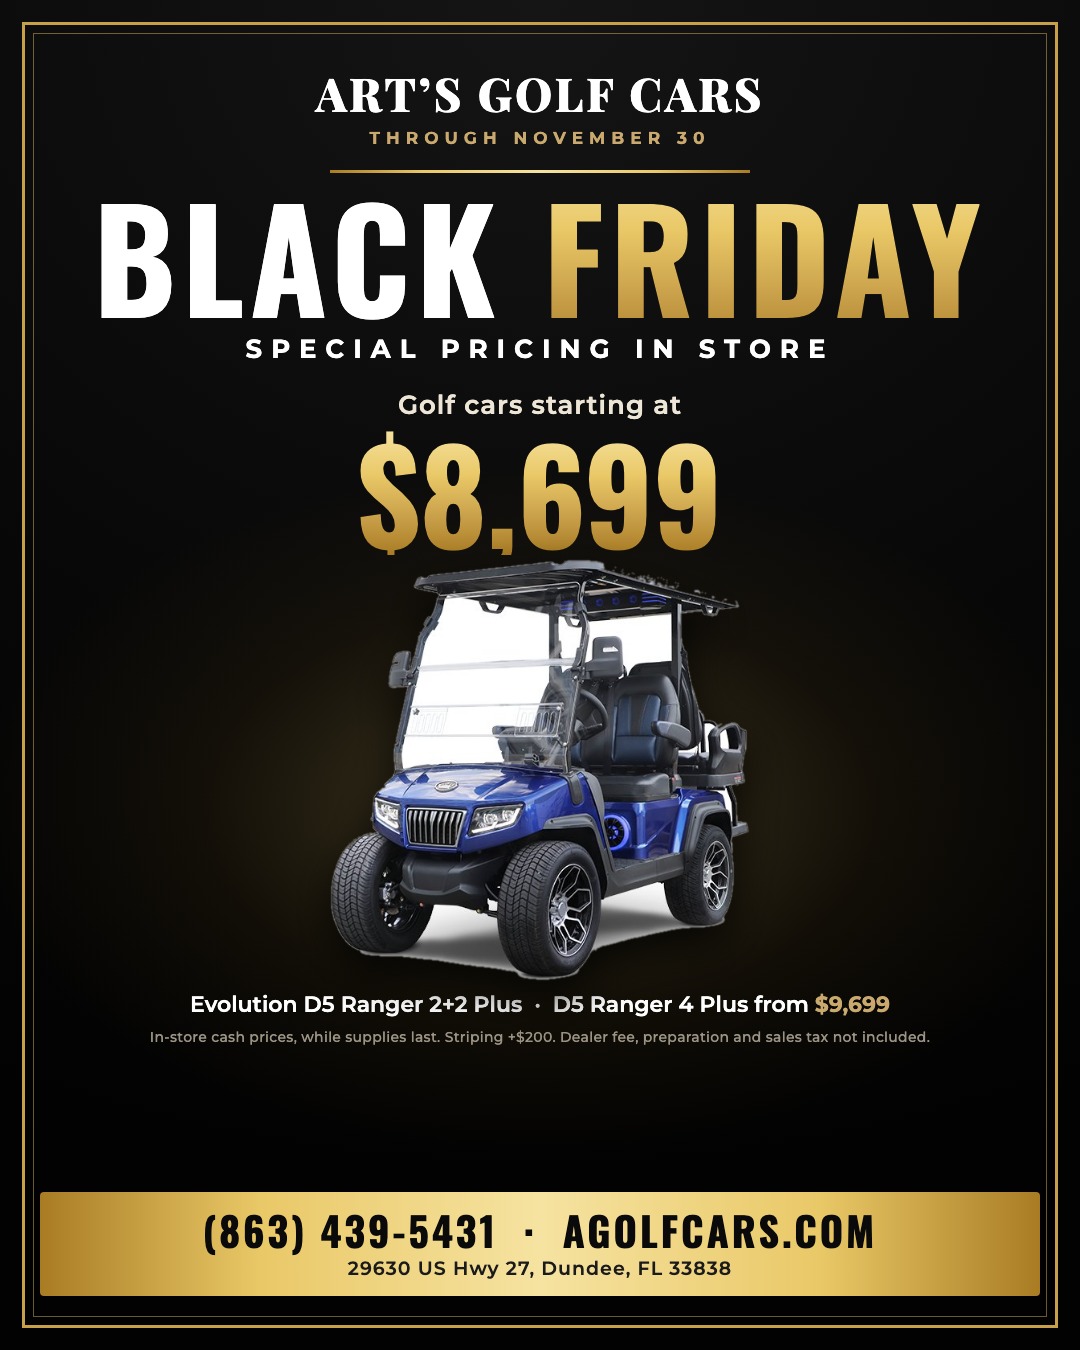 ART’S GOLF CARS
THROUGH NOVEMBER 30
BLACK FRIDAY
SPECIAL PRICING IN STORE
Golf cars starting at
$8,699
Evolution D5 Ranger 2+2 Plus · D5 Ranger 4 Plus from $9,699
In-store cash prices, while supplies last. Striping +$200. Dealer fee, preparation and sales tax not included.
(863) 439-5431 · AGOLFCARS.COM
29630 US Hwy 27, Dundee, FL 33838